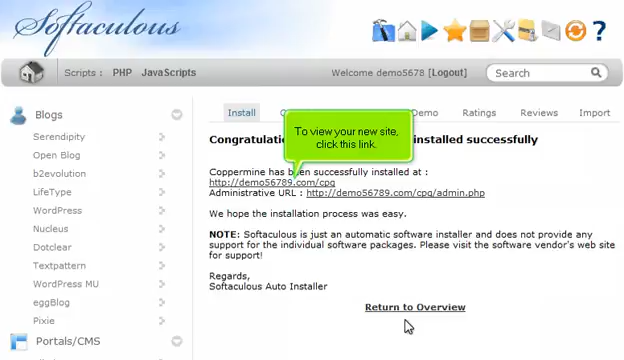 Softaculous
Scripts : PHP JavaScripts
Welcome demo5678 [Logout]
Search
Blogs
Serendipity
Open Blog
b2evolution
LifeType
WordPress
Nucleus
Dotclear
Textpattern
WordPress MU
eggBlog
Pixie
Portals/CMS
Install Demo Ratings Reviews Import
To view your new site,
click this link.
installed successfully
Coppermine has been successfully installed at :
http://demo56789.com/cpg
Administrative URL : http://demo56789.com/cpg/admin.php
We hope the installation process was easy.
NOTE: Softaculous is just an automatic software installer and does not provide any
support for the individual software packages. Please visit the software vendor's web site
for support!
Regards,
Softaculous Auto Installer
Return to Overview